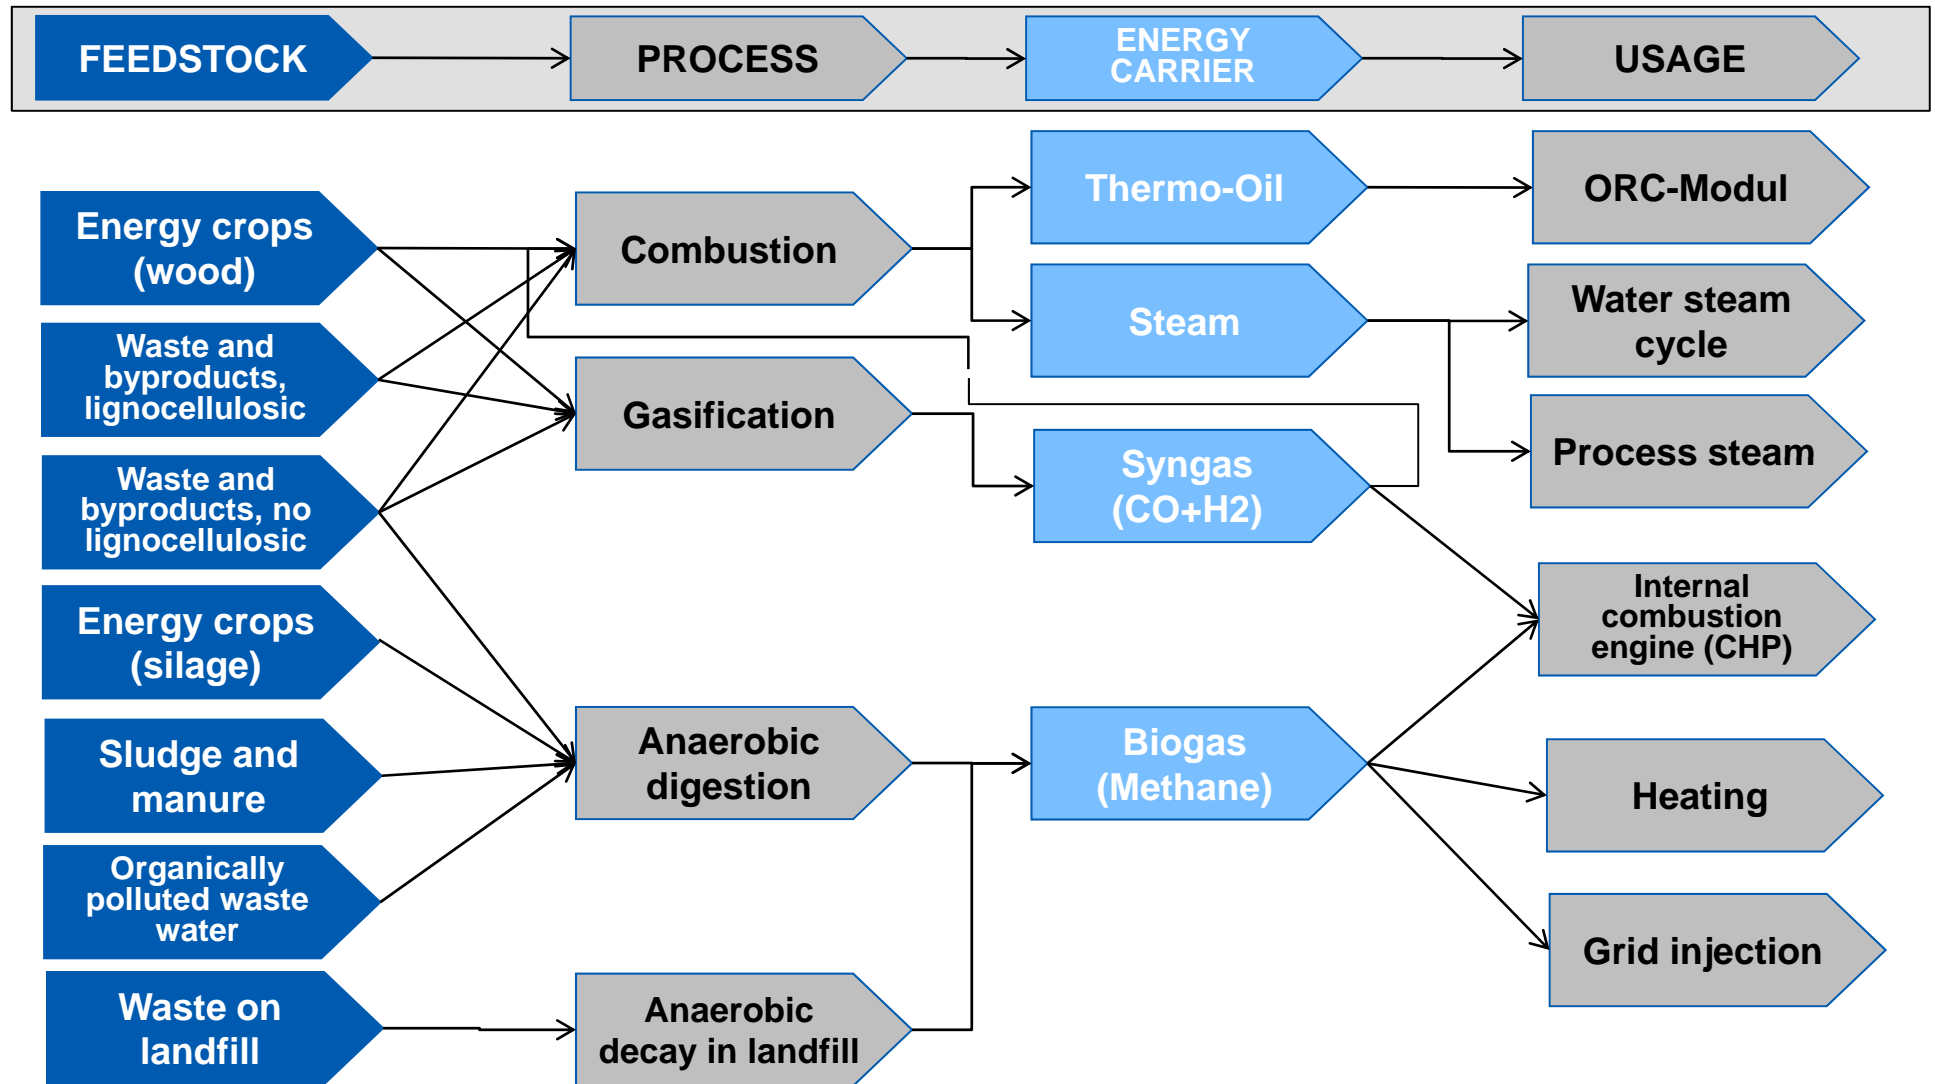 FEEDSTOCK
PROCESS
ENERGY
CARRIER
USAGE
Energy crops
(wood)
Waste and
byproducts,
lignocellulosic
Waste and
byproducts, no
lignocellulosic
Energy crops
(silage)
Sludge and
manure
Organically
polluted waste
water
Waste on
landfill
Combustion
Gasification
Anaerobic
digestion
Anaerobic
decay in landfill
Thermo-Oil
Steam
Syngas
(CO+H2)
Biogas
(Methane)
ORC-Modul
Water steam
cycle
Process steam
Internal
combustion
engine (CHP)
Heating
Grid injection